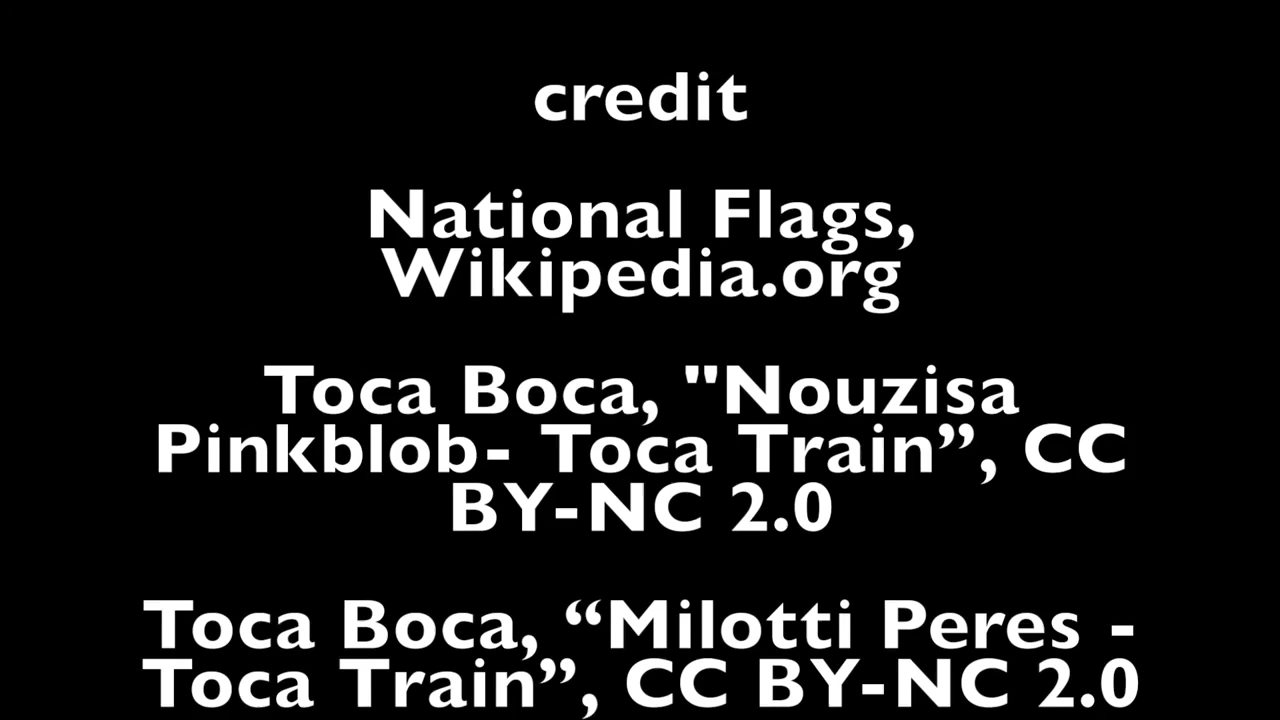 credit
National Flags,
Wikipedia.org
Toca Boca, "Nouzisa
Pinkblob- Toca Train”, CC
BY-NC 2.0
Toca Boca, “Milotti Peres -
Toca Train”, CC BY-NC 2.0